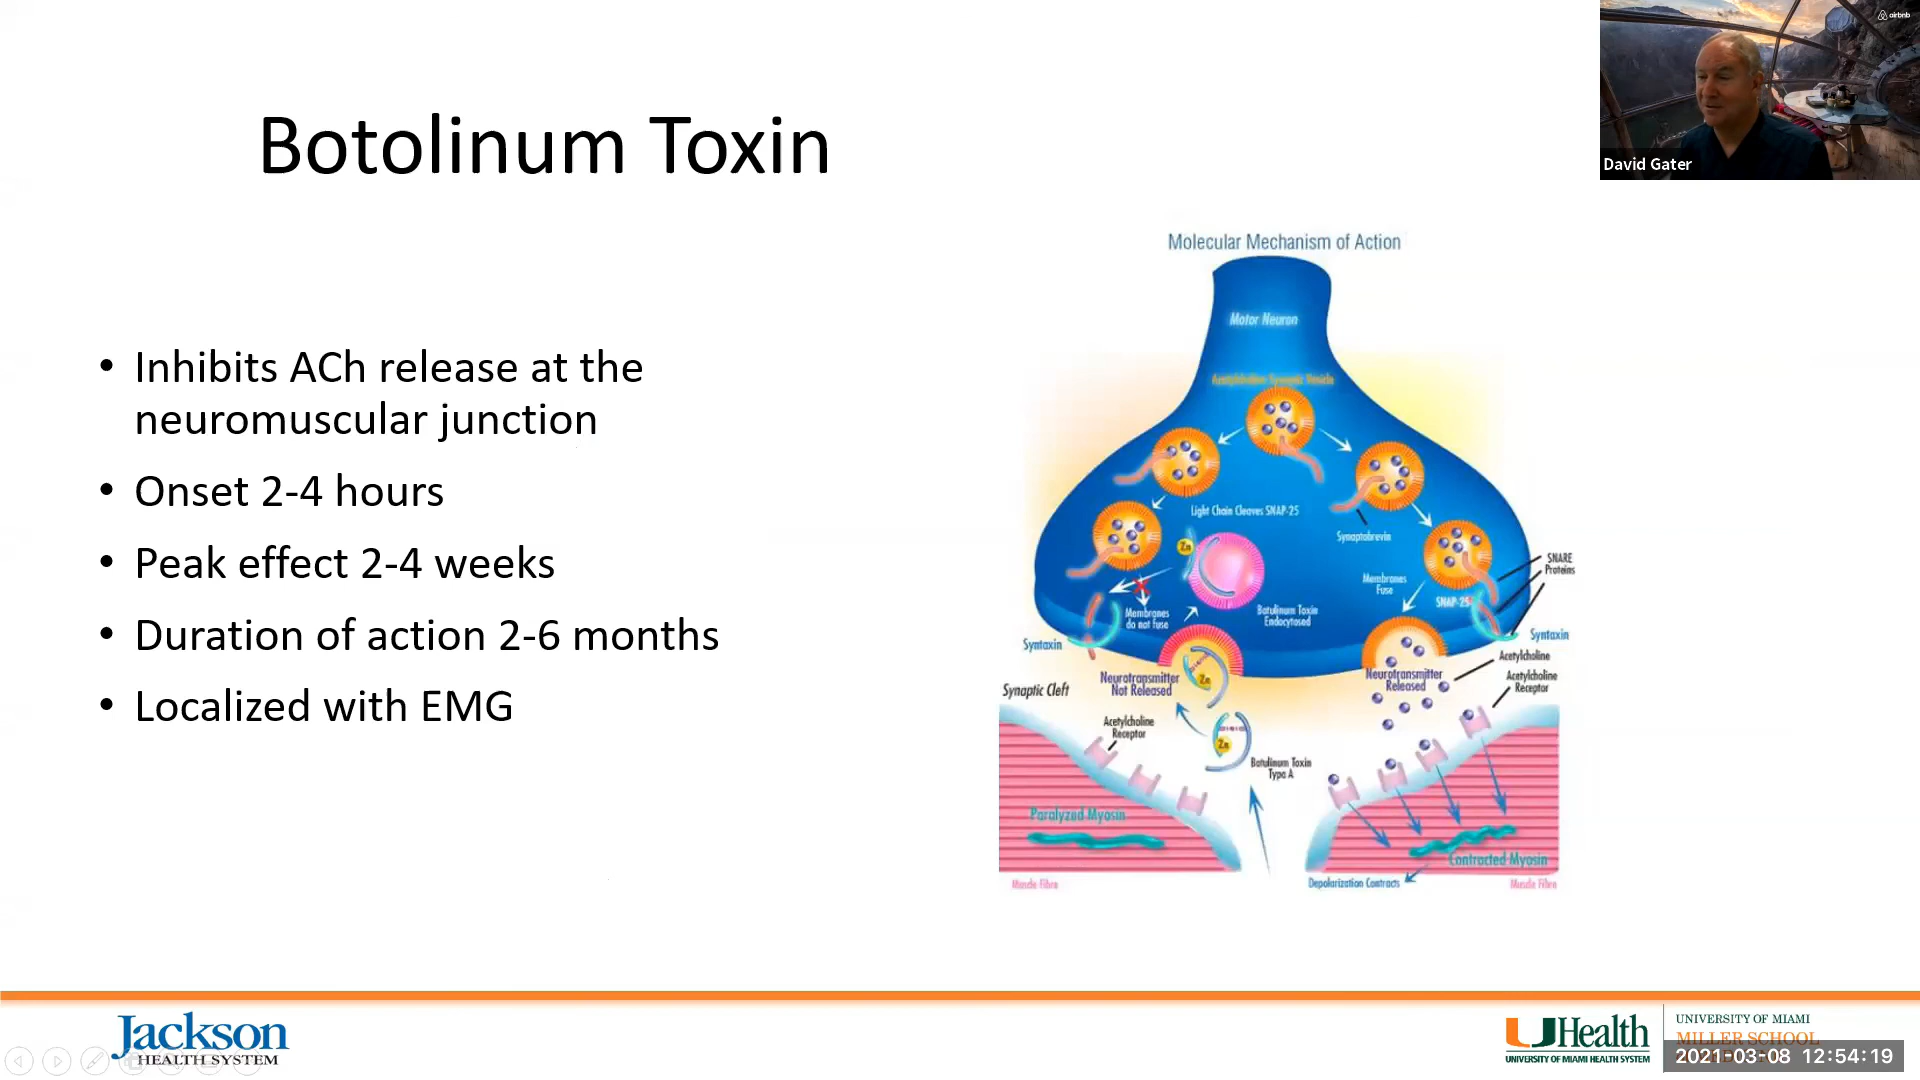 Botolinum Toxin
airbnb
David Gater
• Inhibits ACh release at the
neuromuscular junction
• Onset 2-4 hours
• Peak effect 2-4 weeks
• Duration of action 2-6 months
• Localized with EMG
Molecular Mechanism of Action
Motor Neuron
Vesicle
Light Chain Cleaves SNAP-25
Synaptobrevin
Zn
SNARE
Proteins
Membranes
Fuse
SNAP-25
Membranes
do not fuse
Botulinum Toxin
Endocytosed
Syntaxin
Syntaxin
Acetylcholine
Neurotransmitter
Not Released
Zn
Neurotransmitter
Released
Acetylcholine
Receptor
Synaptic Cleft
Acetylcholine
Receptor
Zn
Botulinum Toxin
Type A
Paralyzed Myosin
Contracted Myosin
Muscle Fibre
Depolarization Contracts
Muscle Fibre
Jackson
HEALTH SYSTEM
UHealth
UNIVERSITY OF MIAMI HEALTH SYSTEM
UNIVERSITY OF MIAMI
MILLER SCHOOL
2021-03-08 12:54:19